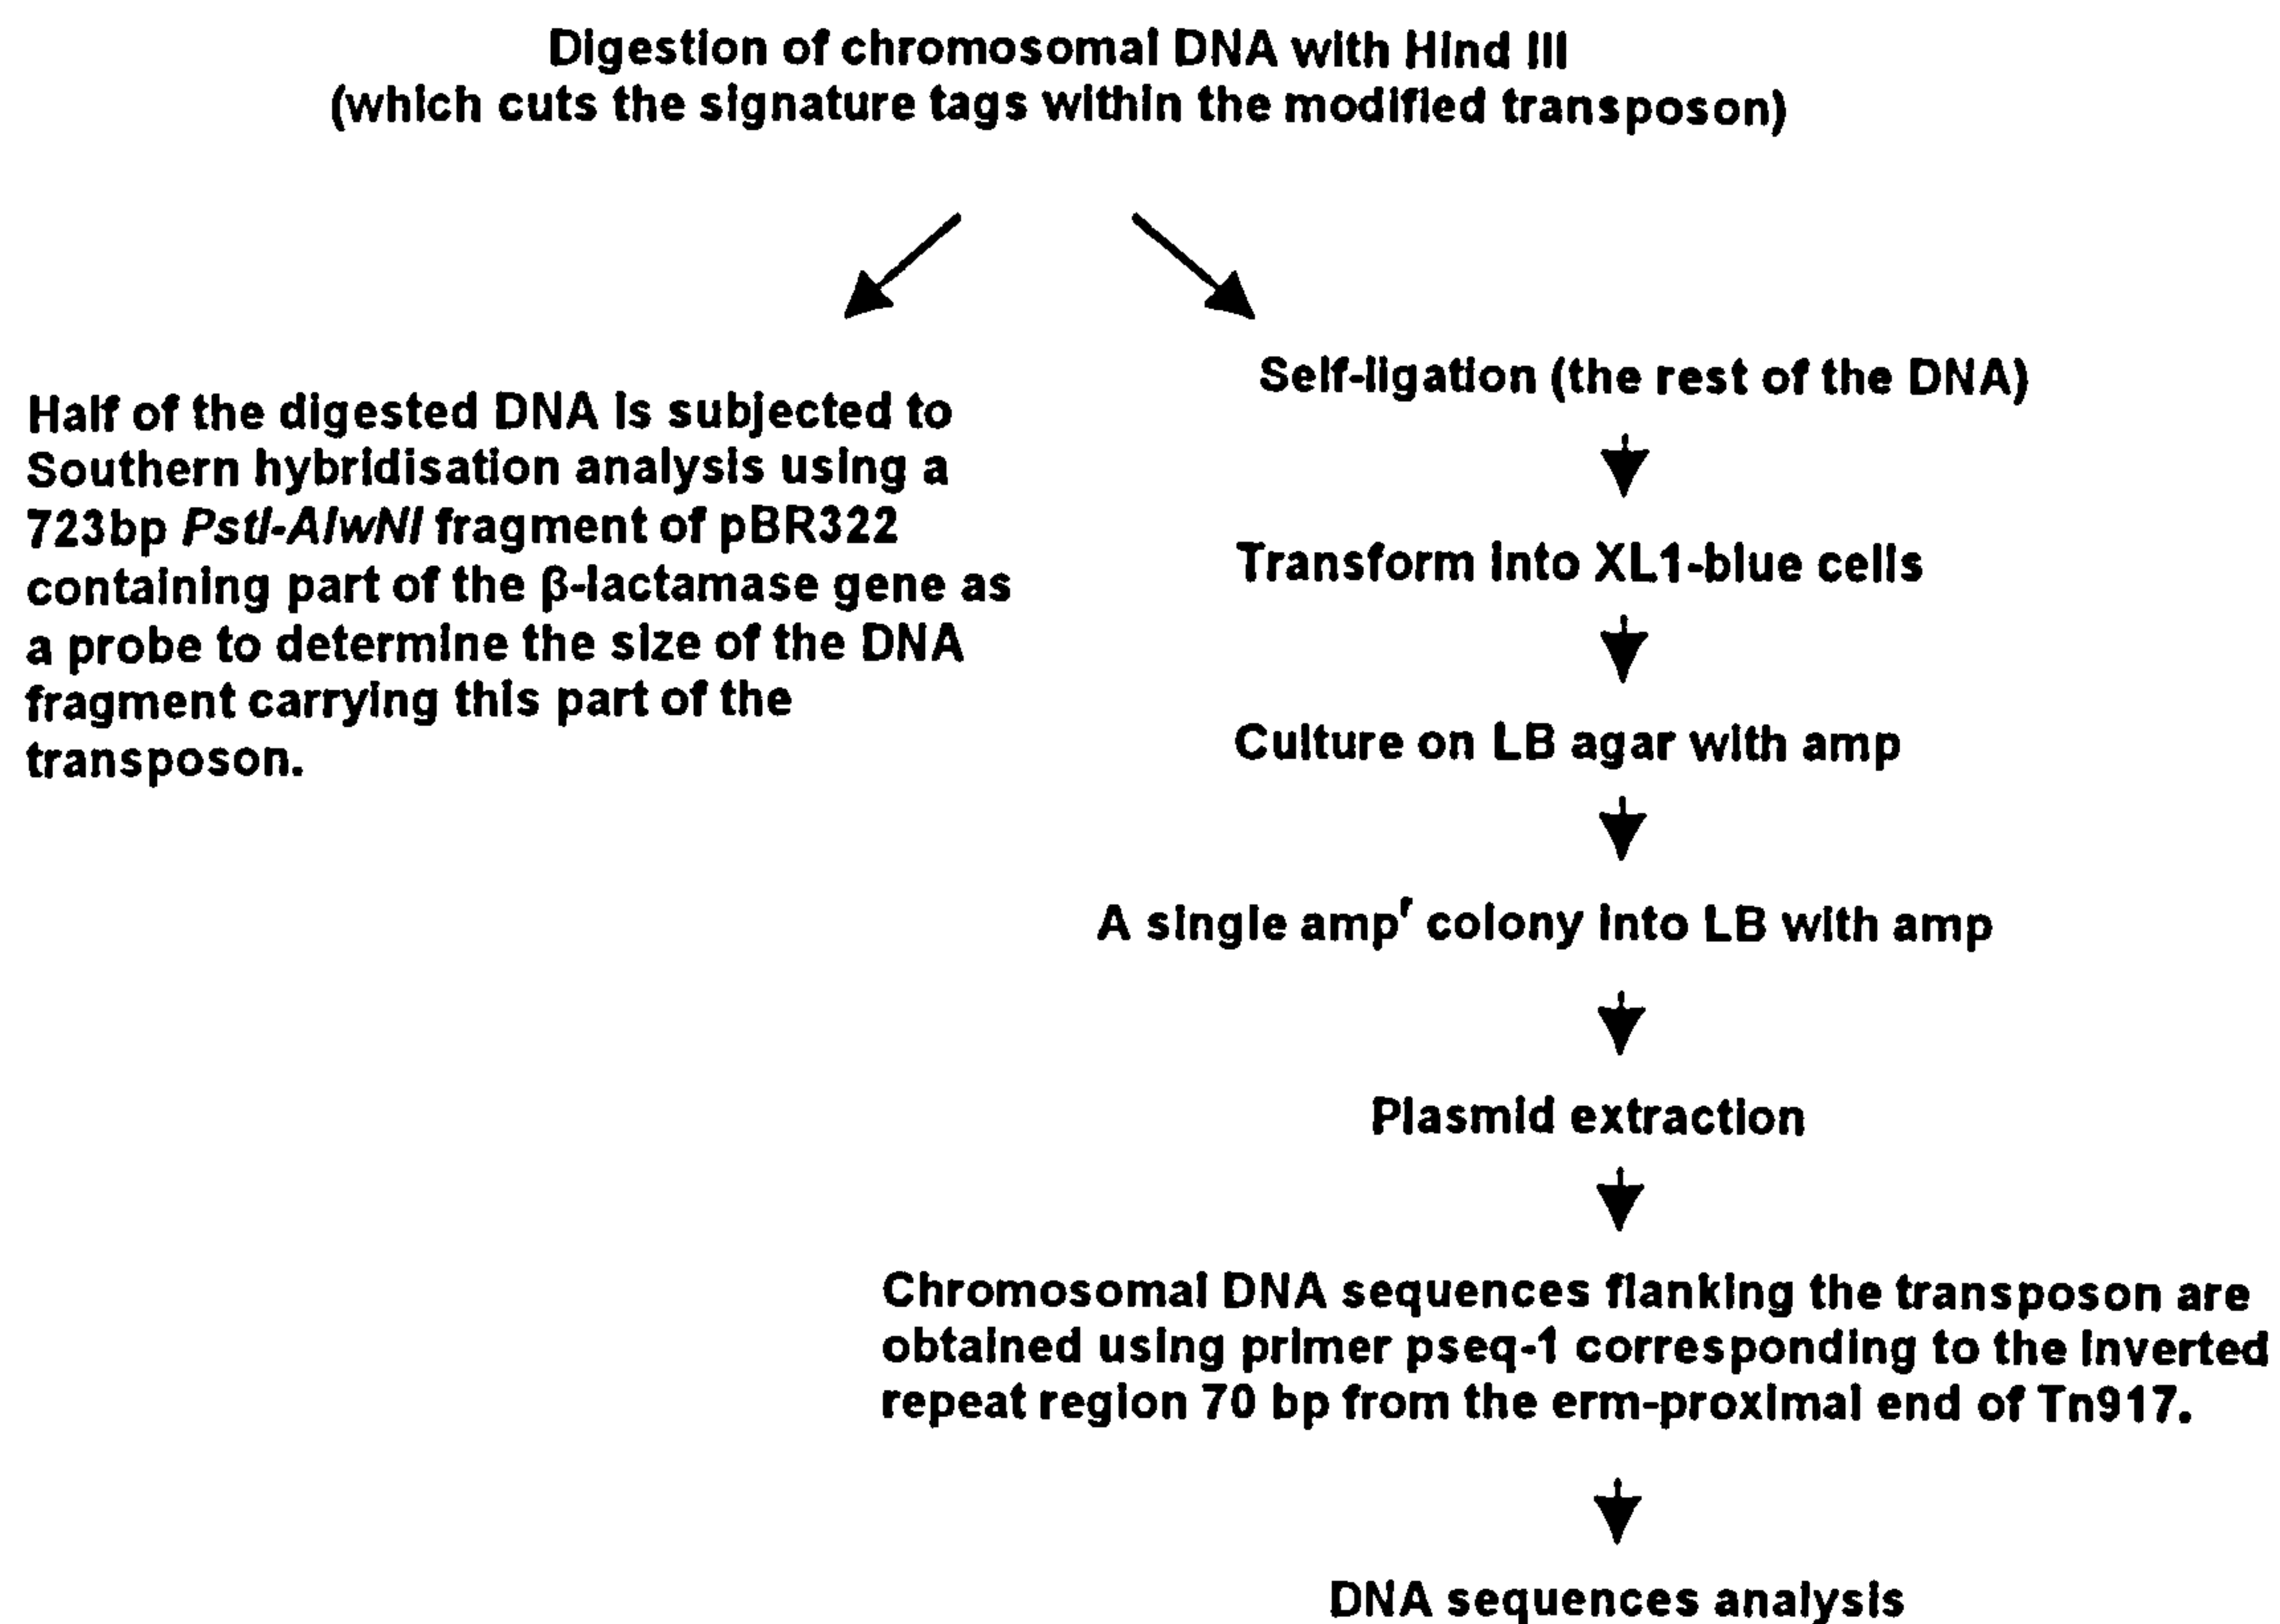 Digestion of chromosomal DNA with Hind III
(which cuts the signature tags within the modified transposon)
Half of the digested DNA is subjected to
Southern hybridisation analysis using a
723bp PstI-AlwNI fragment of pBR322
containing part of the β-lactamase gene as
a probe to determine the size of the DNA
fragment carrying this part of the
transposon.
Self-ligation (the rest of the DNA)
Transform into XL1-blue cells
Culture on LB agar with amp
A single ampʳ colony into LB with amp
Plasmid extraction
Chromosomal DNA sequences flanking the transposon are
obtained using primer pseq-1 corresponding to the inverted
repeat region 70 bp from the erm-proximal end of Tn917.
DNA sequences analysis